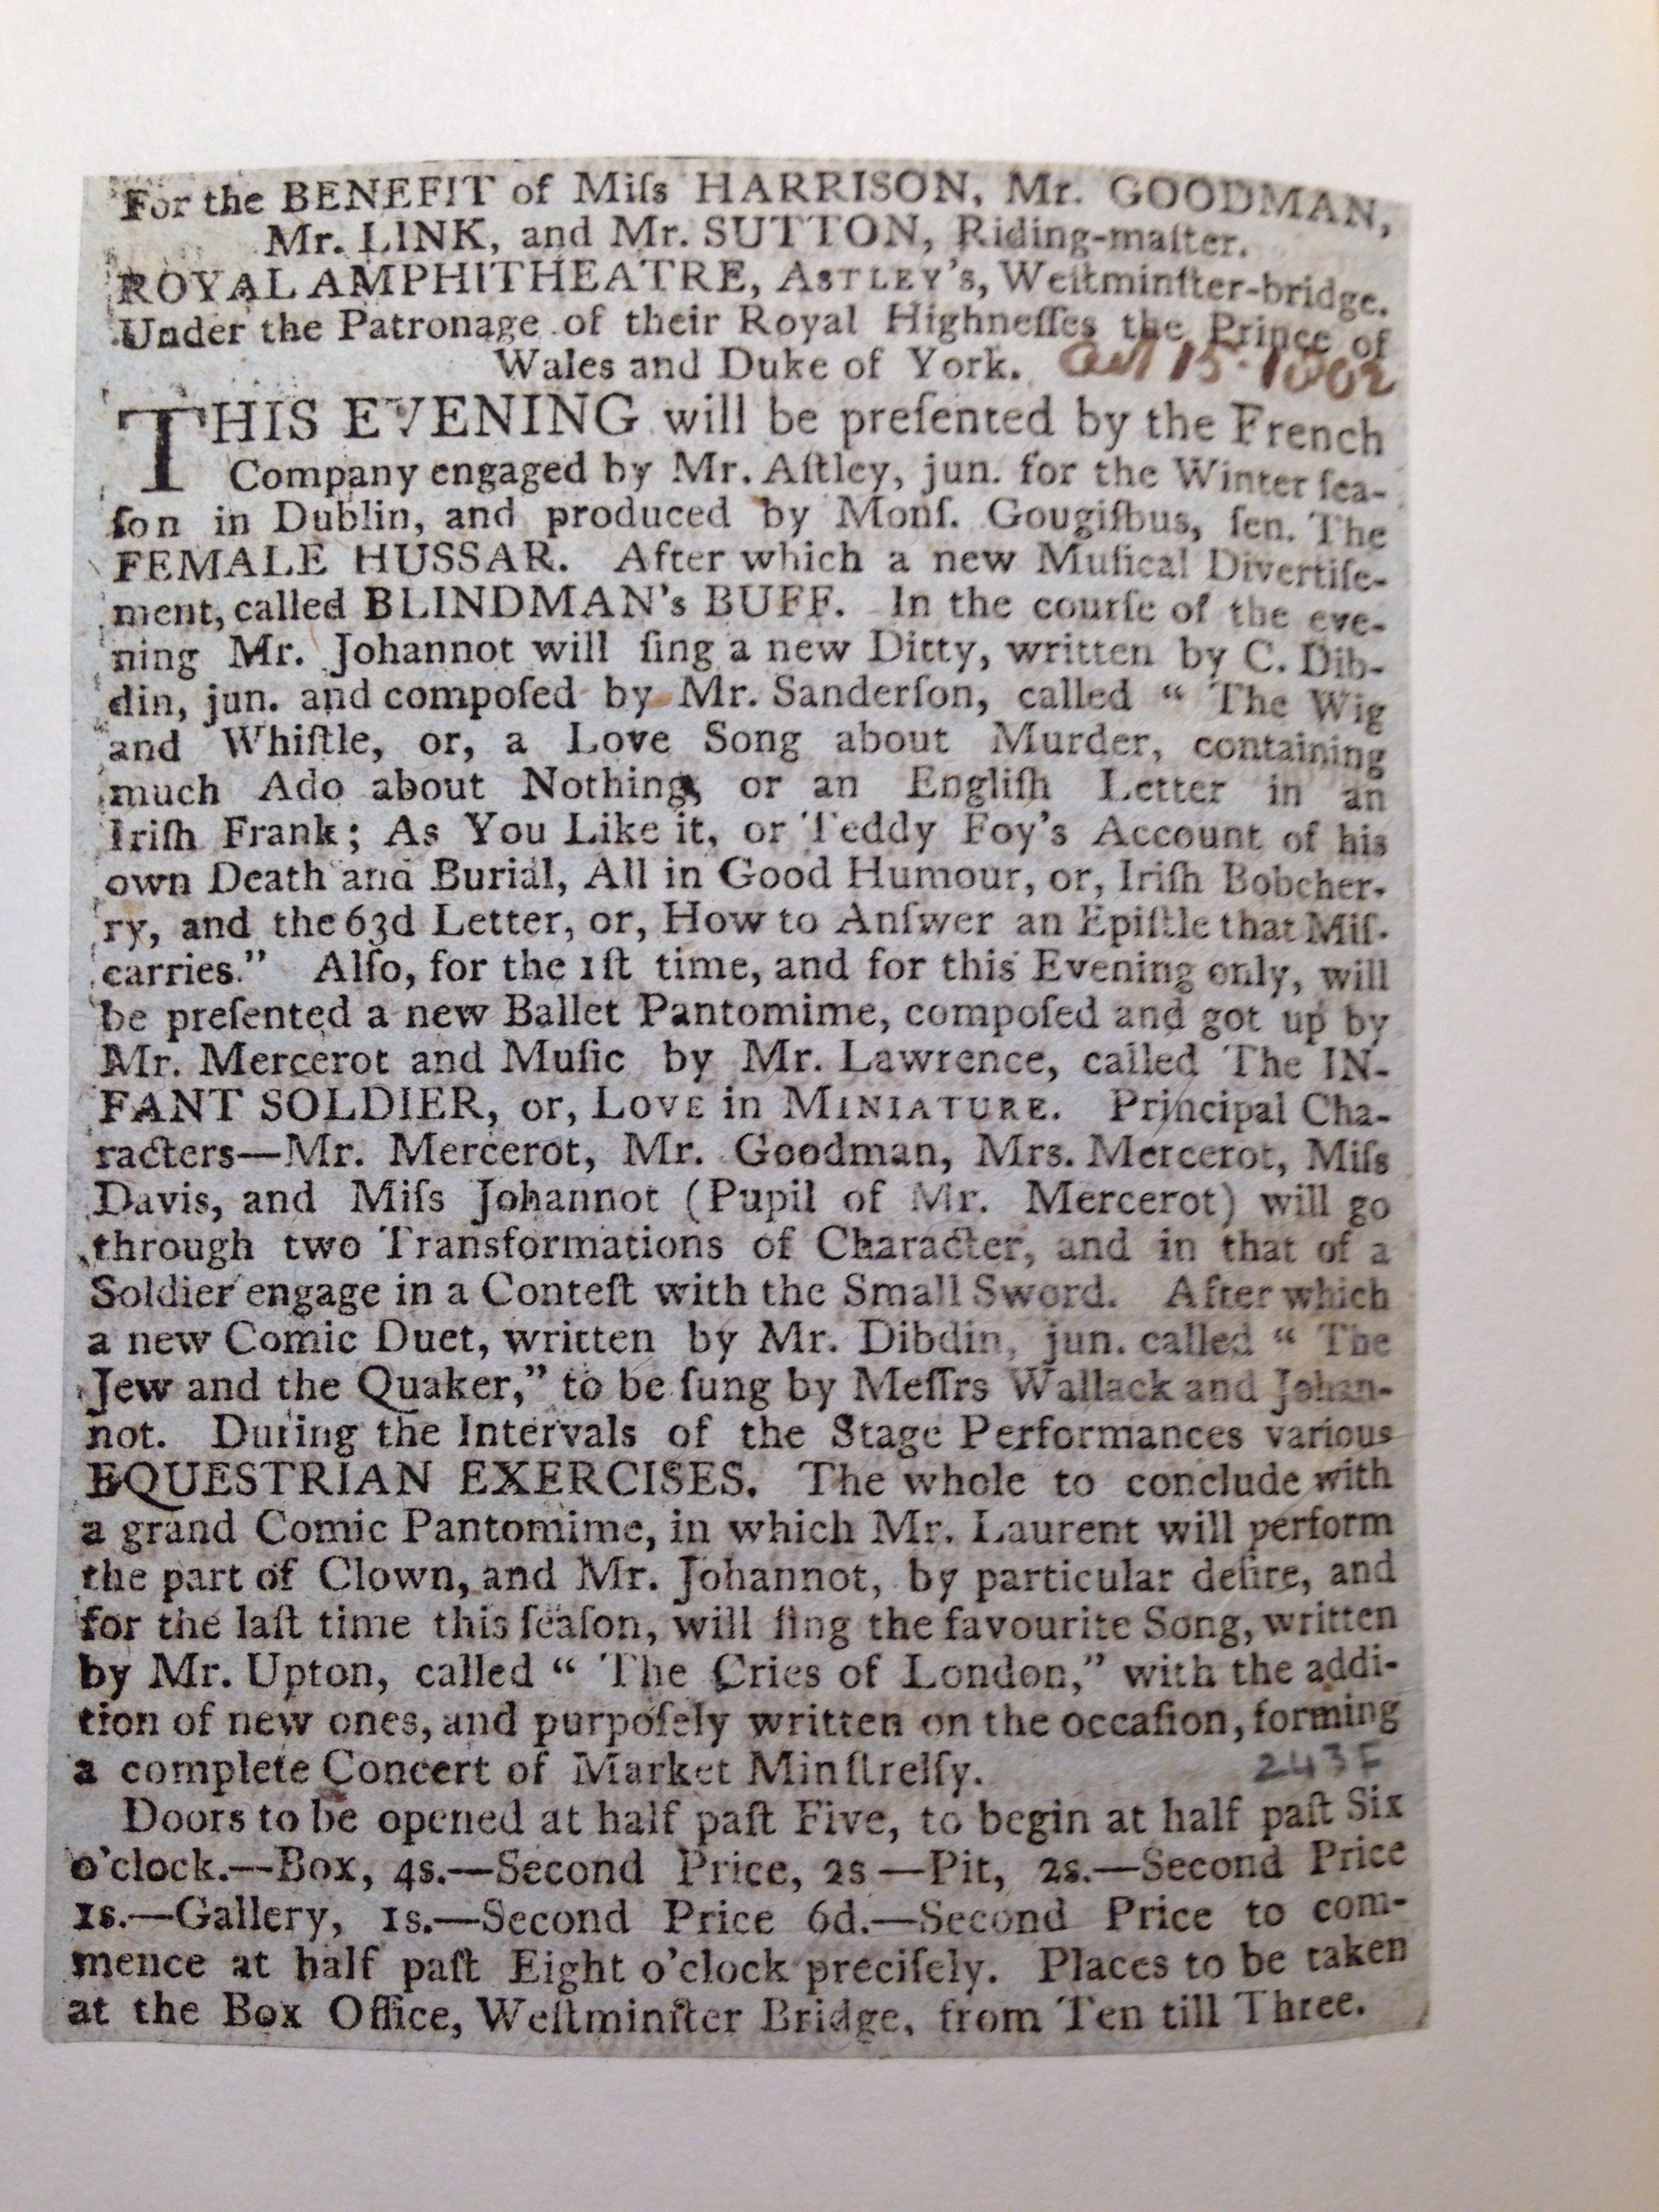 For the BENEFIT of Miſs HARRISON, Mr. GOODMAN,
Mr. LINK, and Mr. SUTTON, Riding-maſter.
ROYAL AMPHITHEATRE, ASTLEY's, Weſtminſter-bridge.
Under the Patronage of their Royal Highneſſes the Prince of
Wales and Duke of York. Oct 15. 1802
THIS EVENING will be preſented by the French
Company engaged by Mr. Aſtley, jun. for the Winter ſea-
ſon in Dublin, and produced by Monſ. Gougiſbus, ſen. The
FEMALE HUSSAR. After which a new Muſical Divertiſe-
ment, called BLINDMAN's BUFF. In the courſe of the eve-
ning Mr. Johannot will ſing a new Ditty, written by C. Dib-
din, jun. and compoſed by Mr. Sanderſon, called “ The Wig
and Whiſtle, or, a Love Song about Murder, containing
much Ado about Nothing, or an Engliſh Letter in an
Iriſh Frank; As You Like it, or Teddy Foy's Account of his
own Death and Burial, All in Good Humour, or, Iriſh Bobcher-
ry, and the 63d Letter, or, How to Anſwer an Epiſtle that Miſ-
carries.” Alſo, for the 1ſt time, and for this Evening only, will
be preſented a new Ballet Pantomime, compoſed and got up by
Mr. Mercerot and Muſic by Mr. Lawrence, called The IN-
FANT SOLDIER, or, LOVE in MINIATURE. Principal Cha-
racters—Mr. Mercerot, Mr. Goodman, Mrs. Mercerot, Miſs
Davis, and Miſs Johannot (Pupil of Mr. Mercerot) will go
through two Transformations of Character, and in that of a
Soldier engage in a Conteſt with the Small Sword. After which
a new Comic Duet, written by Mr. Dibdin, jun. called “ The
Jew and the Quaker,” to be ſung by Meſſrs Wallack and Johan-
not. During the Intervals of the Stage Performances various
EQUESTRIAN EXERCISES. The whole to conclude with
a grand Comic Pantomime, in which Mr. Laurent will perform
the part of Clown, and Mr. Johannot, by particular deſire, and
for the laſt time this ſeaſon, will ſing the favourite Song, written
by Mr. Upton, called “ The Cries of London,” with the addi-
tion of new ones, and purpoſely written on the occaſion, forming
a complete Concert of Market Minſtrelſy.
243F
Doors to be opened at half paſt Five, to begin at half paſt Six
o'clock.—Box, 4s.—Second Price, 2s—Pit, 2s.—Second Price
1s.—Gallery, 1s.—Second Price 6d.—Second Price to com-
mence at half paſt Eight o'clock preciſely. Places to be taken
at the Box Office, Weſtminſter Bridge, from Ten till Three.